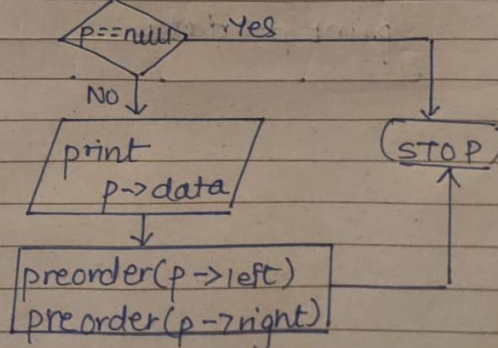 p==null
Yes
NO
print
p->data
STOP
preorder(p->left)
preorder(p->right)